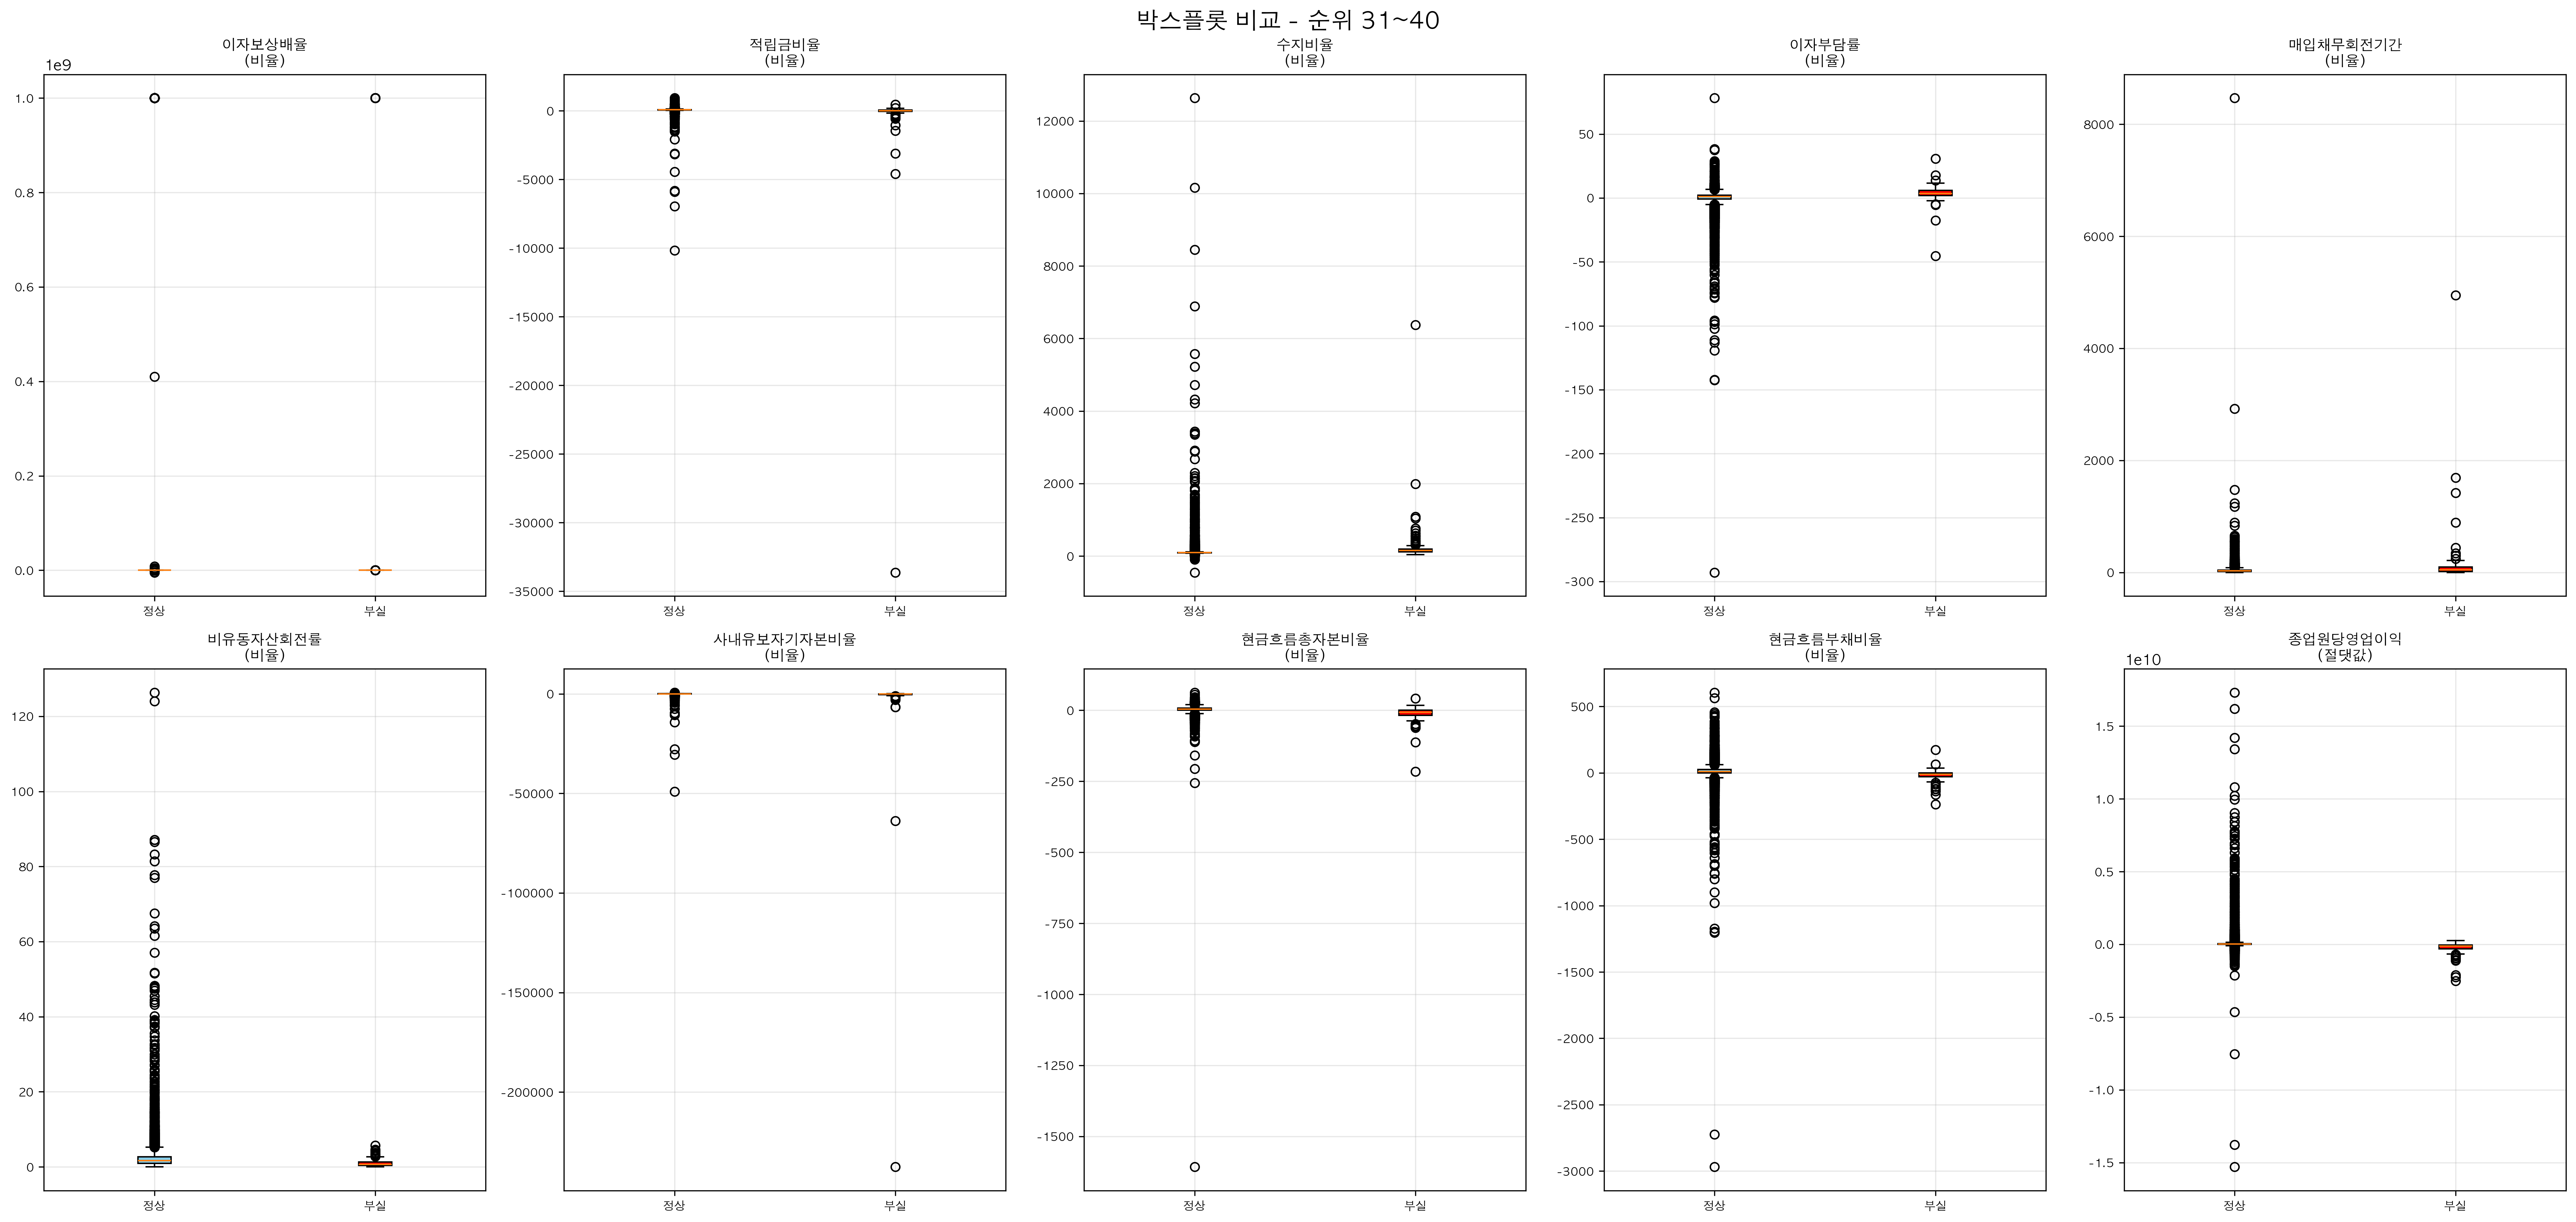 박스플롯 비교 - 순위 31~40
이자보상배율
(비율)
1e9
1.0
0.8
0.6
0.4
0.2
0.0
정상
부실
적립금비율
(비율)
0
-5000
-10000
-15000
-20000
-25000
-30000
-35000
정상
부실
수지비율
(비율)
12000
10000
8000
6000
4000
2000
0
정상
부실
이자부담률
(비율)
50
0
-50
-100
-150
-200
-250
-300
정상
부실
매입채무회전기간
(비율)
8000
6000
4000
2000
0
정상
부실
비유동자산회전률
(비율)
120
100
80
60
40
20
0
정상
부실
사내유보자기자본비율
(비율)
0
-50000
-100000
-150000
-200000
정상
부실
현금흐름총자본비율
(비율)
0
-250
-500
-750
-1000
-1250
-1500
정상
부실
현금흐름부채비율
(비율)
500
0
-500
-1000
-1500
-2000
-2500
-3000
정상
부실
종업원당영업이익
(절댓값)
1e10
1.5
1.0
0.5
0.0
-0.5
-1.0
-1.5
정상
부실